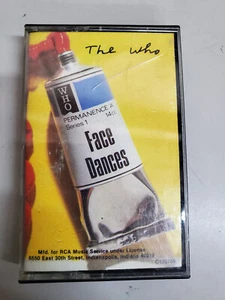 The Who
WHO
PERMANENCE A
Series 1
14ml
Face
Dances
Mfd. for RCA Music Service under License
6550 East 30th Street, Indianapolis, Indiana 46219